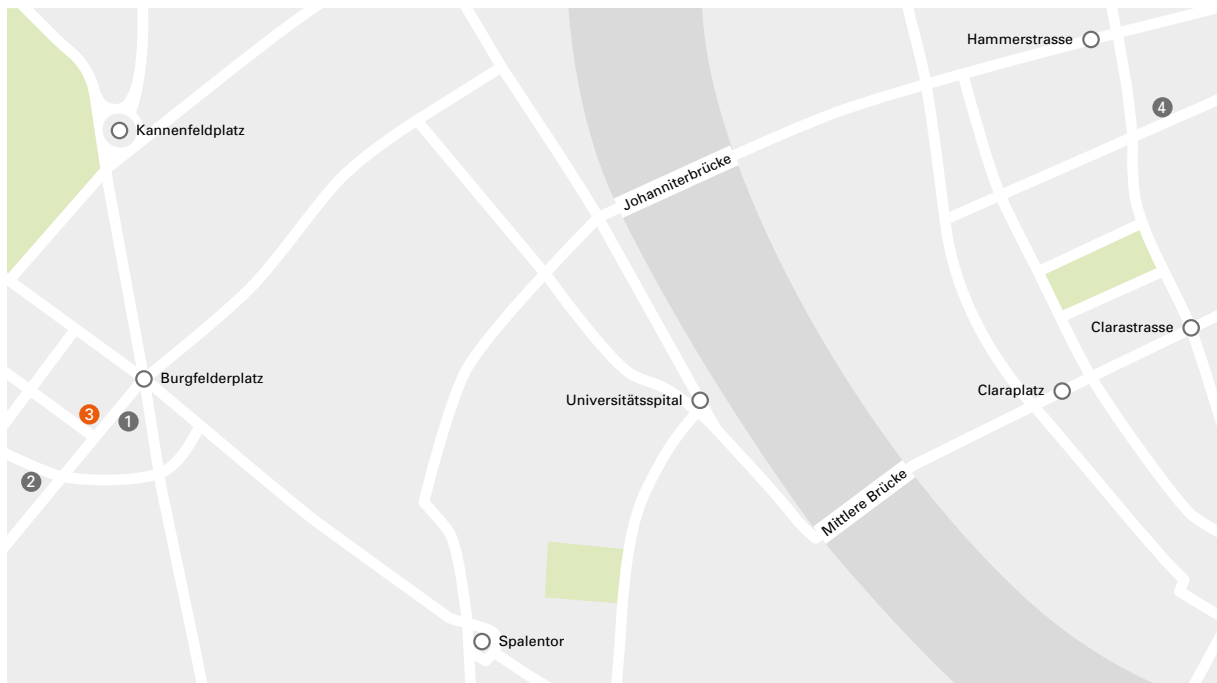 Hammerstrasse
4
Kannenfeldplatz
Johanniterbrücke
Clarastrasse
Burgfelderplatz
Claraplatz
Universitätsspital
3
1
2
Mittlere Brücke
Spalentor